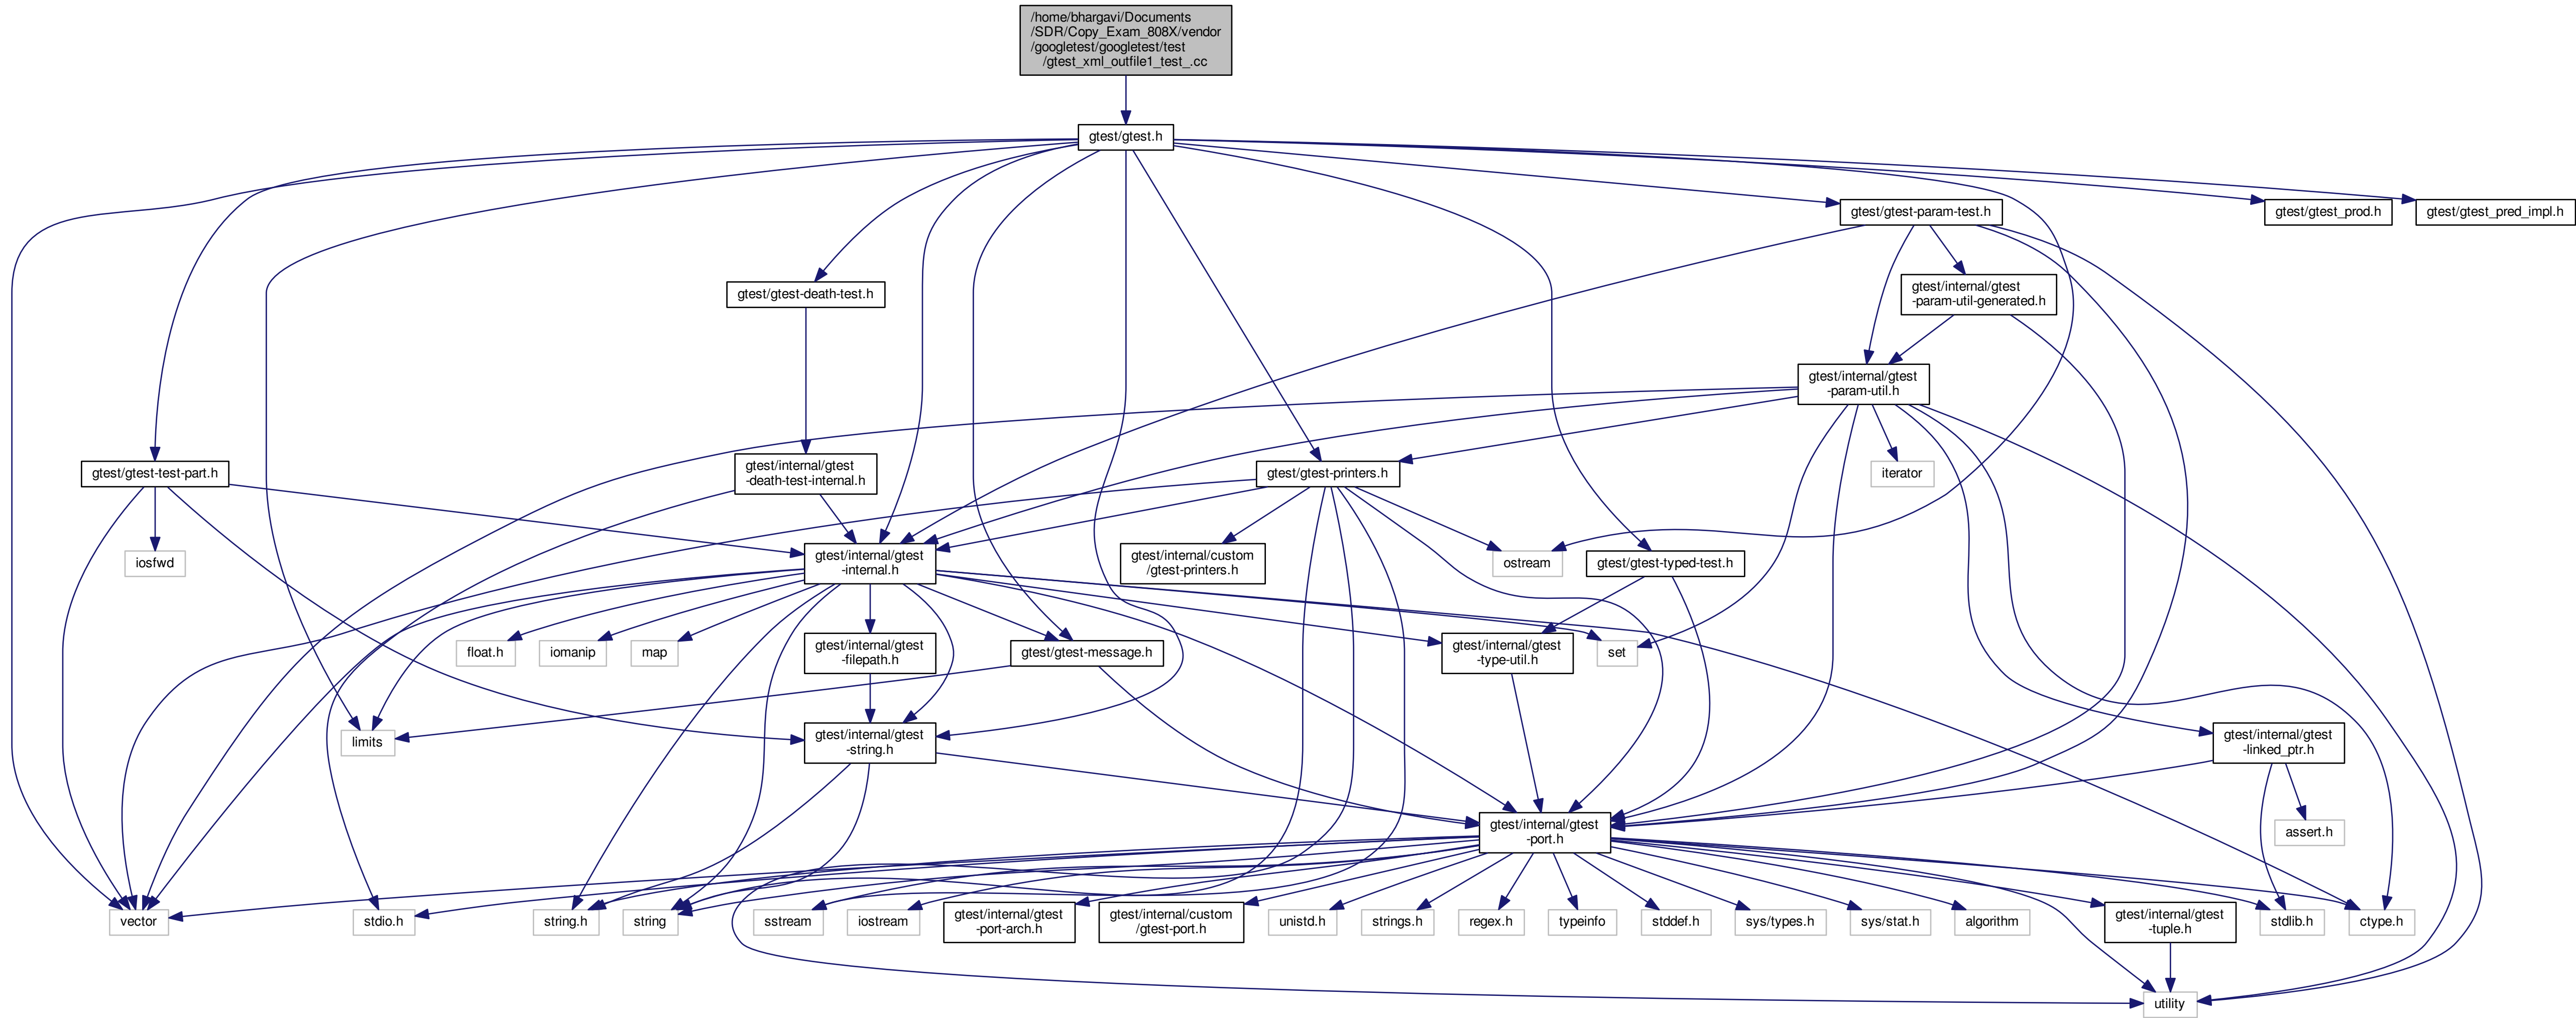 /home/bhargavi/Documents
/SDR/Copy_Exam_808X/vendor
/googletest/googletest/test
/gtest_xml_outfile1_test_.cc
gtest/gtest.h
gtest/gtest-param-test.h
gtest/gtest_prod.h
gtest/gtest_pred_impl.h
gtest/gtest-death-test.h
gtest/internal/gtest
-param-util-generated.h
gtest/internal/gtest
-param-util.h
gtest/gtest-test-part.h
gtest/internal/gtest
-death-test-internal.h
gtest/gtest-printers.h
iterator
iosfwd
gtest/internal/gtest
-internal.h
gtest/internal/custom
/gtest-printers.h
ostream
gtest/gtest-typed-test.h
float.h
iomanip
map
gtest/internal/gtest
-filepath.h
gtest/gtest-message.h
gtest/internal/gtest
-type-util.h
set
limits
gtest/internal/gtest
-string.h
gtest/internal/gtest
-linked_ptr.h
gtest/internal/gtest
-port.h
assert.h
vector
stdio.h
string.h
string
sstream
iostream
gtest/internal/gtest
-port-arch.h
gtest/internal/custom
/gtest-port.h
unistd.h
strings.h
regex.h
typeinfo
stddef.h
sys/types.h
sys/stat.h
algorithm
gtest/internal/gtest
-tuple.h
stdlib.h
ctype.h
utility